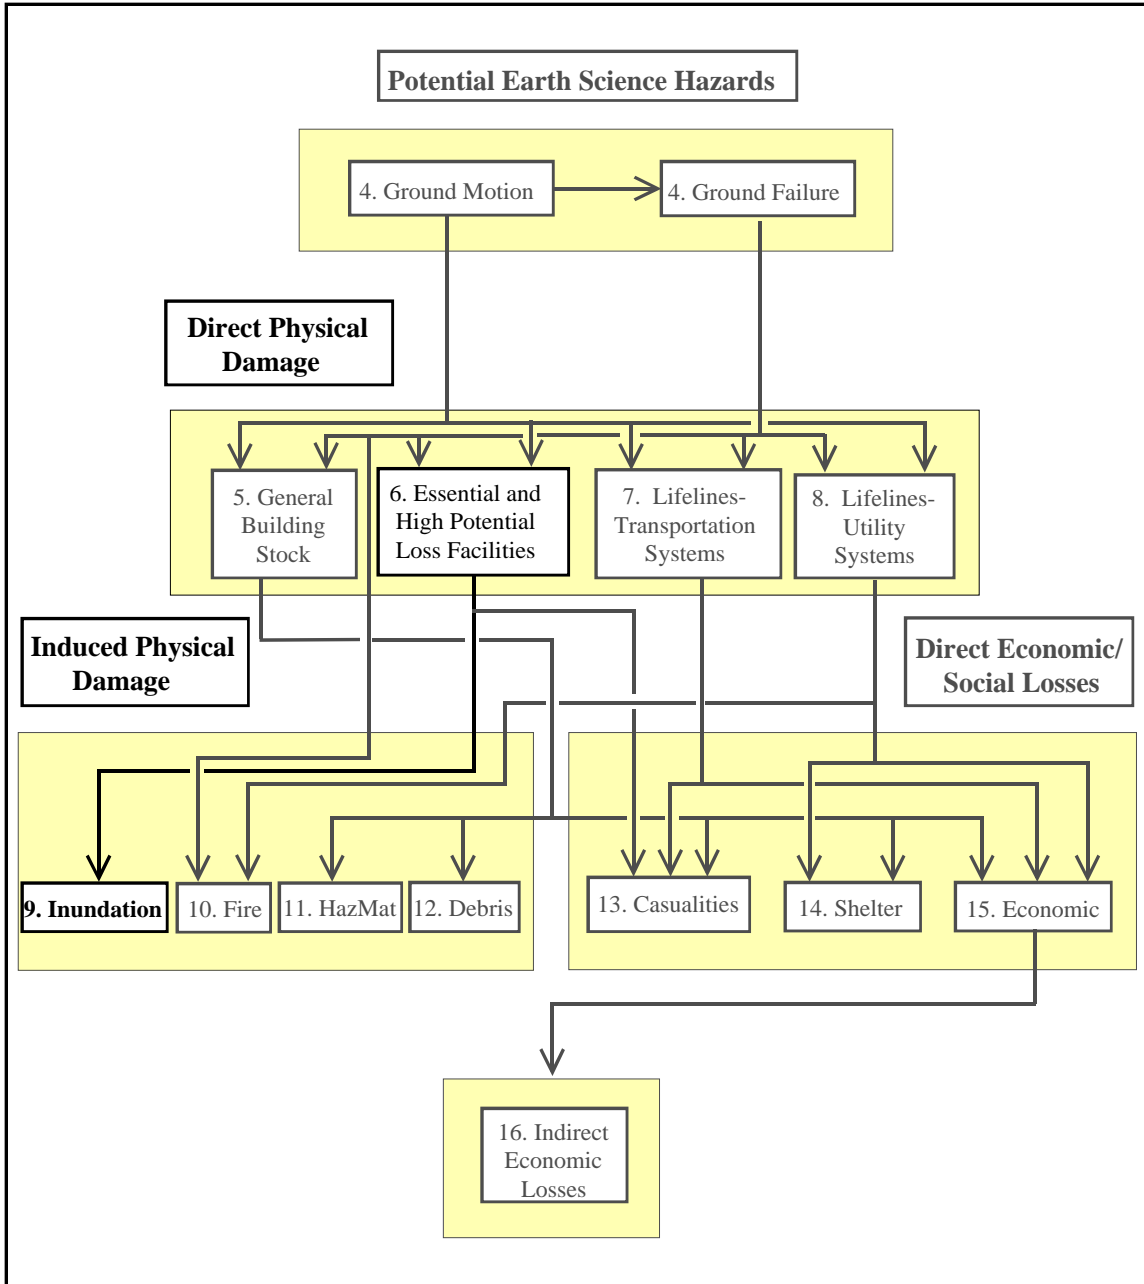 Potential Earth Science Hazards
4. Ground Motion
4. Ground Failure
Direct Physical
Damage
5. General
Building
Stock
6. Essential and
High Potential
Loss Facilities
7. Lifelines-
Transportation
Systems
8. Lifelines-
Utility
Systems
Induced Physical
Damage
Direct Economic/
Social Losses
9. Inundation
10. Fire
11. HazMat
12. Debris
13. Casualities
14. Shelter
15. Economic
16. Indirect
Economic
Losses